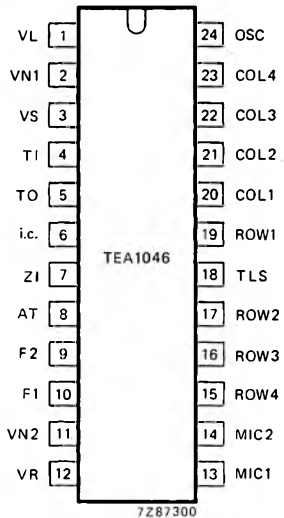 VL 1 24 OSC
VN1 2 23 COL4
VS 3 22 COL3
TI 4 21 COL2
TO 5 20 COL1
i.c. 6 19 ROW1
TEA1046
ZI 7 18 TLS
AT 8 17 ROW2
F2 9 16 ROW3
F1 10 15 ROW4
VN2 11 14 MIC2
VR 12 13 MIC1
7Z87300